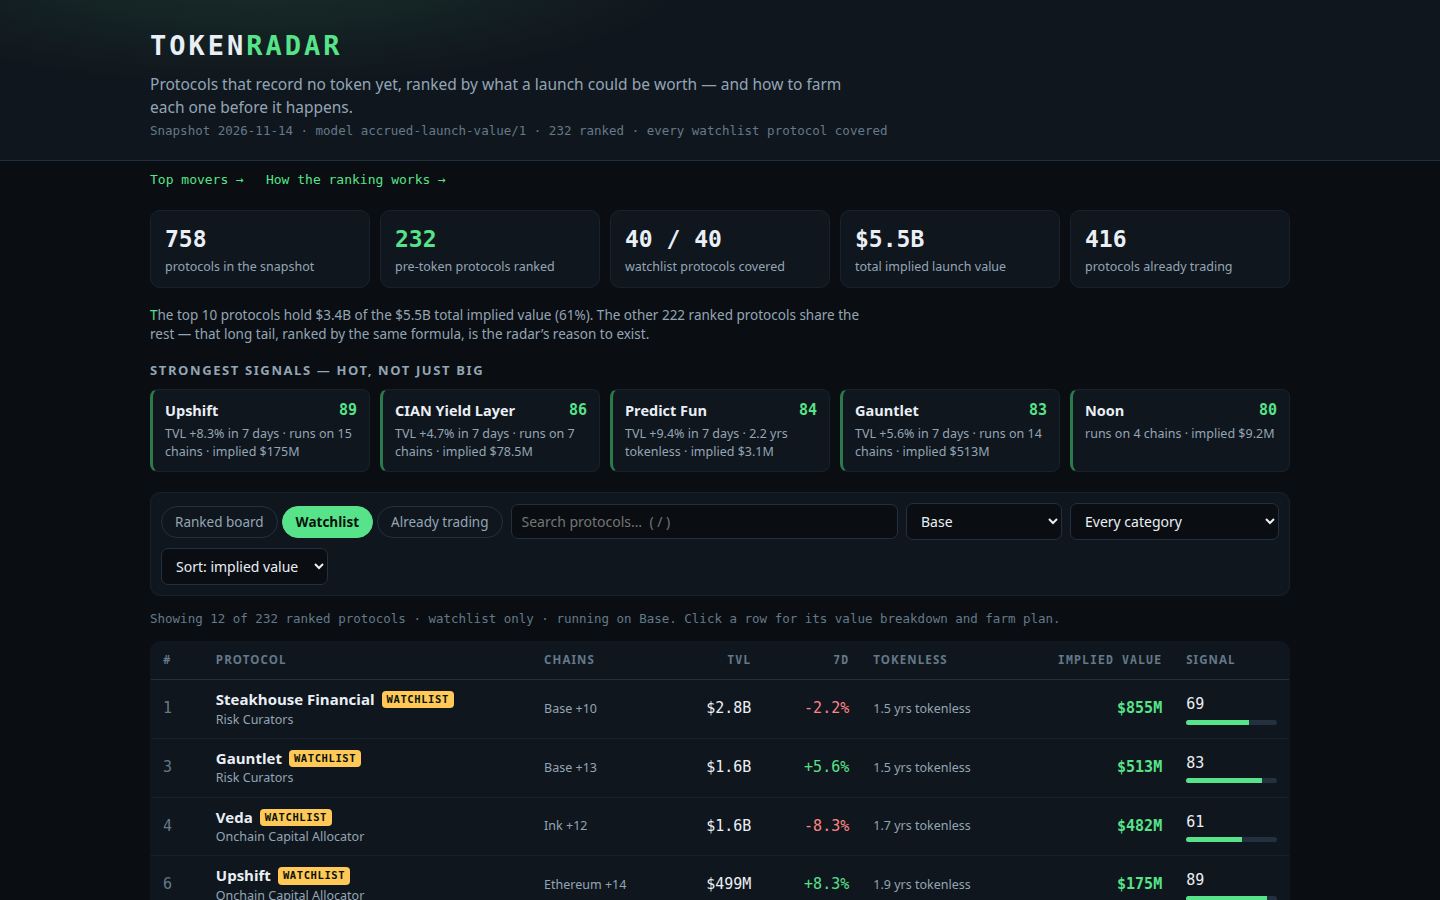 TOKENRADAR
Protocols that record no token yet, ranked by what a launch could be worth — and how to farm
each one before it happens.
Snapshot 2026-11-14 · model accrued-launch-value/1 · 232 ranked · every watchlist protocol covered
Top movers → How the ranking works →
758 232 40 / 40 $5.5B 416
protocols in the snapshot pre-token protocols ranked watchlist protocols covered total implied launch value protocols already trading
The top 10 protocols hold $3.4B of the $5.5B total implied value (61%). The other 222 ranked protocols share the
rest — that long tail, ranked by the same formula, is the radar’s reason to exist.
STRONGEST SIGNALS — HOT, NOT JUST BIG
Upshift 89 CIAN Yield Layer 86 Predict Fun 84 Gauntlet 83 Noon 80
TVL +8.3% in 7 days · runs on 15 TVL +4.7% in 7 days · runs on 7 TVL +9.4% in 7 days · 2.2 yrs TVL +5.6% in 7 days · runs on 14 runs on 4 chains · implied $9.2M
chains · implied $175M chains · implied $78.5M tokenless · implied $3.1M chains · implied $513M
Ranked board Watchlist Already trading Search protocols… ( / ) Base Every category
Sort: implied value
Showing 12 of 232 ranked protocols · watchlist only · running on Base. Click a row for its value breakdown and farm plan.
# PROTOCOL CHAINS TVL 7D TOKENLESS IMPLIED VALUE SIGNAL
1 Steakhouse Financial WATCHLIST Base +10 $2.8B -2.2% 1.5 yrs tokenless $855M 69
Risk Curators
3 Gauntlet WATCHLIST Base +13 $1.6B +5.6% 1.5 yrs tokenless $513M 83
Risk Curators
4 Veda WATCHLIST Ink +12 $1.6B -8.3% 1.7 yrs tokenless $482M 61
Onchain Capital Allocator
6 Upshift WATCHLIST Ethereum +14 $499M +8.3% 1.9 yrs tokenless $175M 89
Onchain Capital Allocator